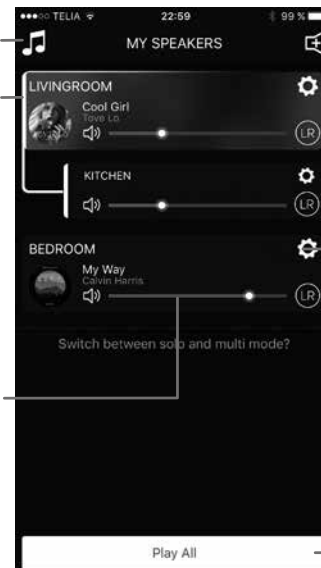 TELIA 22:59 99 %
MY SPEAKERS
LIVINGROOM
Cool Girl
Tove Lo
LR
KITCHEN
LR
BEDROOM
My Way
Calvin Harris
LR
Switch between solo and multi mode?
Play All